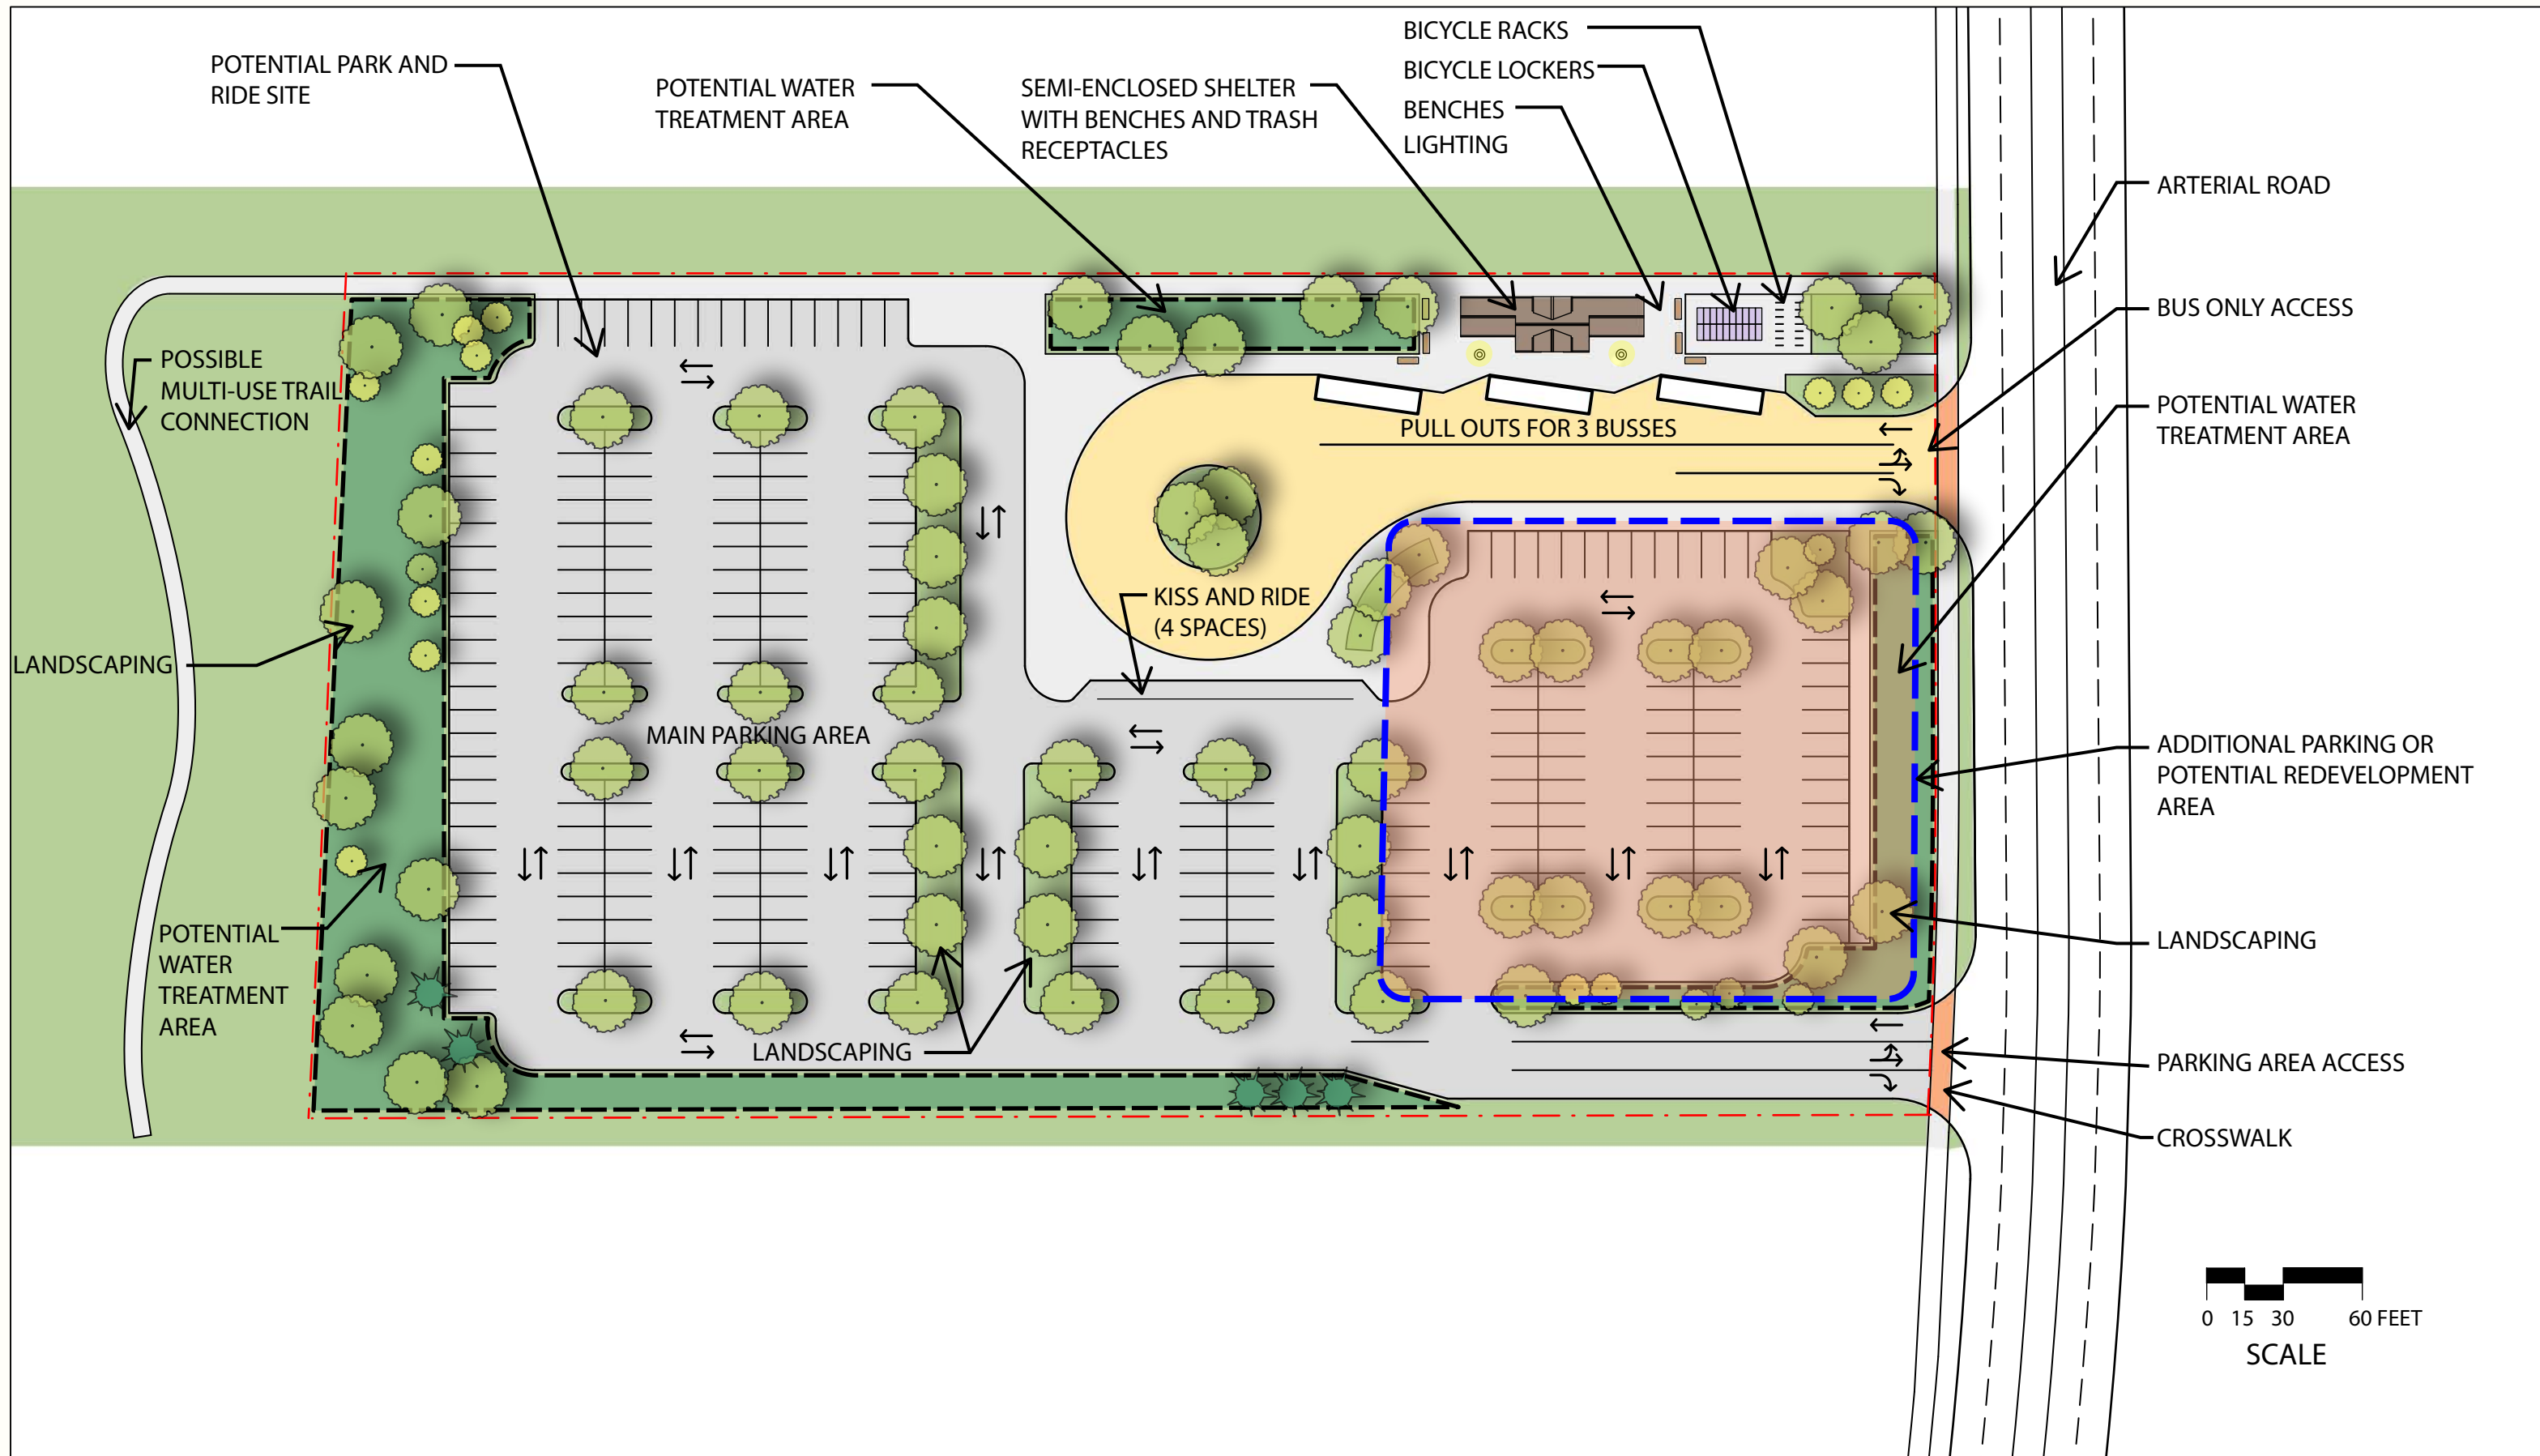 POTENTIAL PARK AND
RIDE SITE
POTENTIAL WATER
TREATMENT AREA
SEMI-ENCLOSED SHELTER
WITH BENCHES AND TRASH
RECEPTACLES
BICYCLE RACKS
BICYCLE LOCKERS
BENCHES
LIGHTING
ARTERIAL ROAD
BUS ONLY ACCESS
POTENTIAL WATER
TREATMENT AREA
POSSIBLE
MULTI-USE TRAIL
CONNECTION
PULL OUTS FOR 3 BUSSES
KISS AND RIDE
(4 SPACES)
LANDSCAPING
MAIN PARKING AREA
ADDITIONAL PARKING OR
POTENTIAL REDEVELOPMENT
AREA
POTENTIAL
WATER
TREATMENT
AREA
LANDSCAPING
LANDSCAPING
PARKING AREA ACCESS
CROSSWALK
0 15 30 60 FEET
SCALE